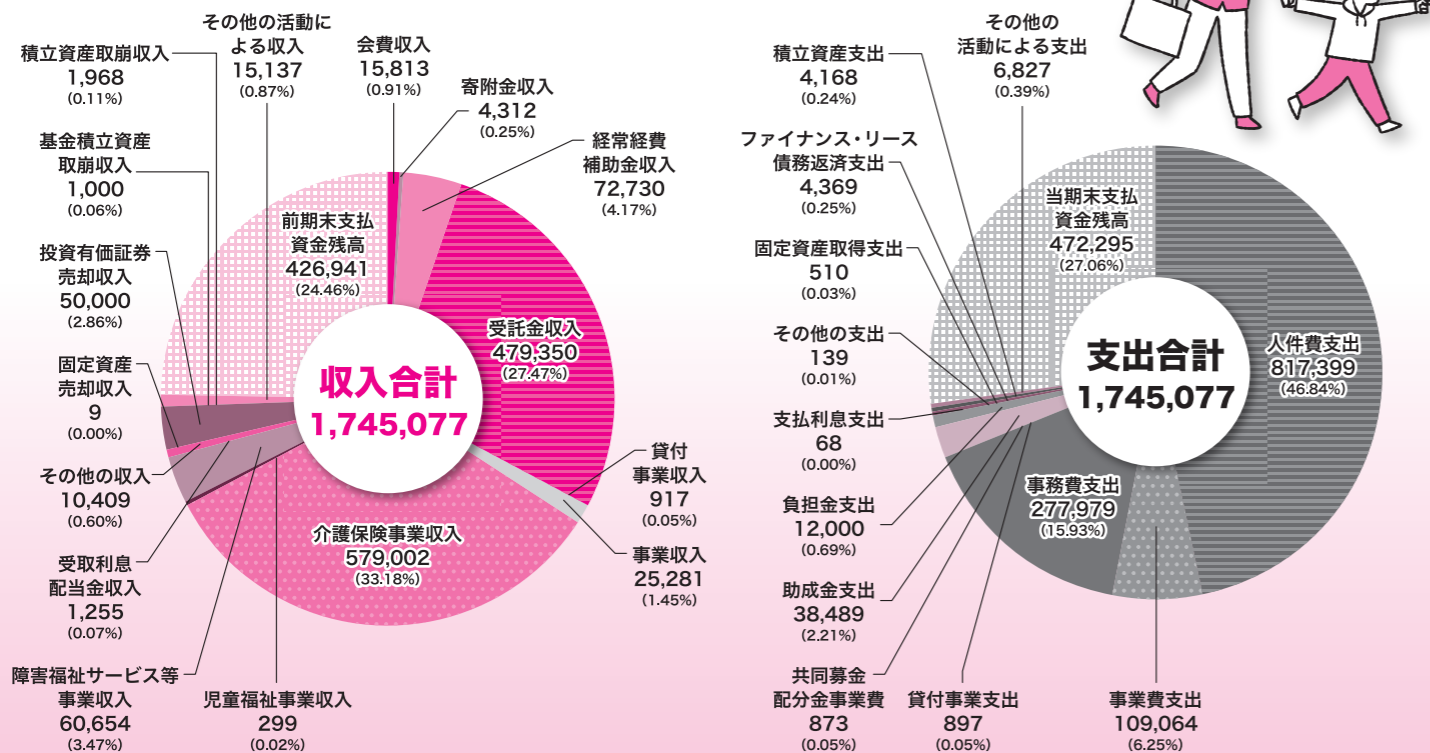 収入合計
1,745,077
会費収入
15,813
(0.91%)
寄附金収入
4,312
(0.25%)
経常経費
補助金収入
72,730
(4.17%)
受託金収入
479,350
(27.47%)
貸付
事業収入
917
(0.05%)
事業収入
25,281
(1.45%)
介護保険事業収入
579,002
(33.18%)
児童福祉事業収入
299
(0.02%)
障害福祉サービス等
事業収入
60,654
(3.47%)
受取利息
配当金収入
1,255
(0.07%)
その他の収入
10,409
(0.60%)
固定資産
売却収入
9
(0.00%)
投資有価証券
売却収入
50,000
(2.86%)
基金積立資産
取崩収入
1,000
(0.06%)
積立資産取崩収入
1,968
(0.11%)
その他の活動に
よる収入
15,137
(0.87%)
前期末支払
資金残高
426,941
(24.46%)
支出合計
1,745,077
人件費支出
817,399
(46.84%)
事業費支出
109,064
(6.25%)
事務費支出
277,979
(15.93%)
貸付事業支出
897
(0.05%)
共同募金
配分金事業費
873
(0.05%)
助成金支出
38,489
(2.21%)
負担金支出
12,000
(0.69%)
支払利息支出
68
(0.00%)
その他の支出
139
(0.01%)
固定資産取得支出
510
(0.03%)
ファイナンス・リース
債務返済支出
4,369
(0.25%)
積立資産支出
4,168
(0.24%)
その他の
活動による支出
6,827
(0.39%)
当期末支払
資金残高
472,295
(27.06%)